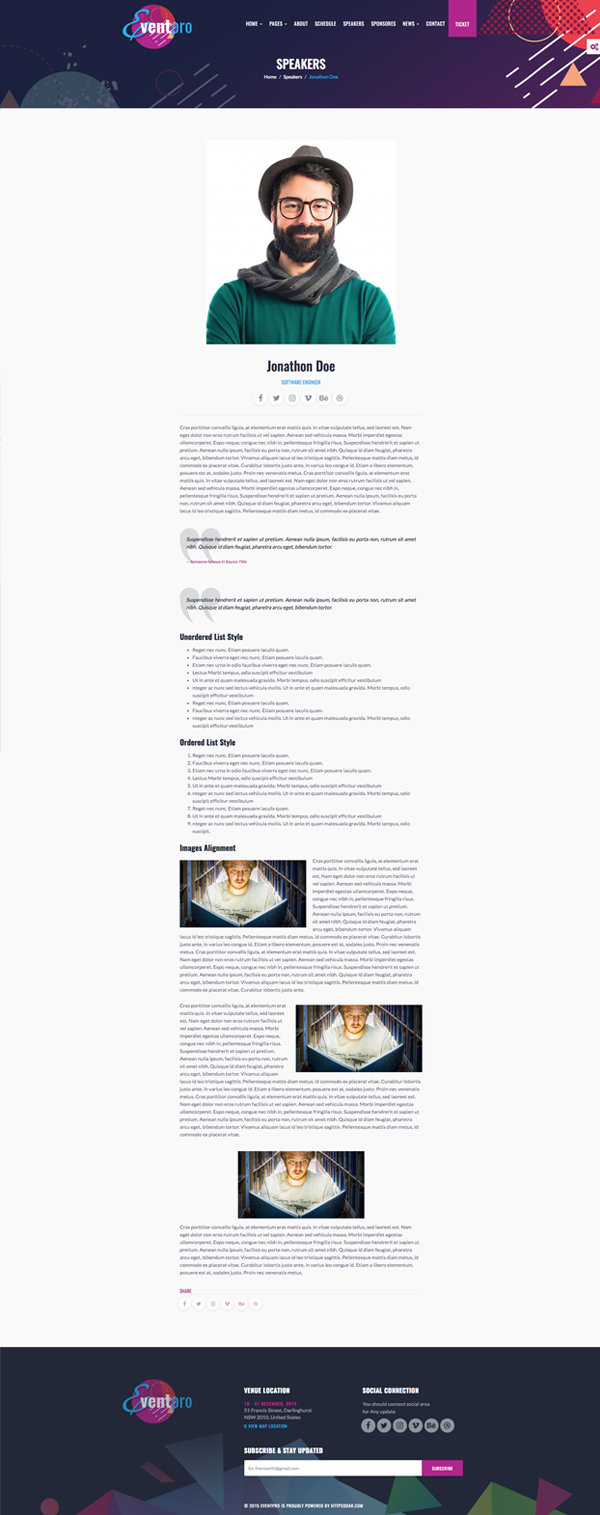 Eventpro
HOME PAGES ABOUT SCHEDULE SPEAKERS SPONSORES NEWS CONTACT TICKET
SPEAKERS
Home / Speakers / Jonathon Doe
Jonathon Doe
SOFTWARE ENGINEER
Cras porttitor convallis ligula, at elementum erat mattis quis. In vitae vulputate tellus, sed laoreet est. Nam
eget dolor non eros rutrum facilisis ut vel sapien. Aenean sed vehicula massa. Morbi imperdiet egestas
ullamcorperet. Expo neque, congue nec nibh in, pellentesque fringilla risus. Suspendisse hendrerit et sapien ut
pretium. Aenean nulla ipsum, facilisis eu porta non, rutrum sit amet nibh. Quisque id diam feugiat, pharetra
arcu eget, bibendum tortor. Vivamus aliquam lacus id leo tristique sagittis. Pellentesque mattis diam metus, id
commodo ex placerat vitae. Curabitur lobortis justo ante, in varius leo congue id. Etiam a libero elementum,
posuere est at, sodales justo. Proin nec venenatis metus. Cras porttitor convallis ligula, at elementum erat
mattis quis. In vitae vulputate tellus, sed laoreet est. Nam eget dolor non eros rutrum facilisis ut vel sapien.
Aenean sed vehicula massa. Morbi imperdiet egestas ullamcorperet. Expo neque, congue nec nibh in,
pellentesque fringilla risus. Suspendisse hendrerit et sapien ut pretium. Aenean nulla ipsum, facilisis eu porta
non, rutrum sit amet nibh. Pellentesque mattis diam metus, id commodo ex placerat vitae.
Suspendisse hendrerit et sapien ut pretium. Aenean nulla ipsum, facilisis eu porta non, rutrum sit amet
nibh. Quisque id diam feugiat, pharetra arcu eget, bibendum tortor.
– Someone famous in Source Title
Suspendisse hendrerit et sapien ut pretium. Aenean nulla ipsum, facilisis eu porta non, rutrum sit amet
nibh. Quisque id diam feugiat, pharetra arcu eget, bibendum tortor.
Unordered List Style
• Reget nec nunc. Etiam posuere iaculis quam.
• Faucibus viverra eget nec nunc. Etiam posuere iaculis quam.
• Etiam nec urna in odio faucibus viverra eget nec nunc. Etiam posuere iaculis quam.
• Lectus Morbi tempus, odio suscipit efficitur vestibulum
• Ut in ante et quam malesuada gravida. Morbi tempus, odio suscipit efficitur vestibulum
• nteger ac nunc sed lectus vehicula mollis. Ut in ante et quam malesuada gravida. Morbi tempus, odio
suscipit efficitur vestibulum
• Reget nec nunc. Etiam posuere iaculis quam.
• Faucibus viverra eget nec nunc. Etiam posuere iaculis quam.
• nteger ac nunc sed lectus vehicula mollis. Ut in ante et quam malesuada gravida. Morbi tempus, odio
suscipit efficitur vestibulum
Ordered List Style
1. Reget nec nunc. Etiam posuere iaculis quam.
2. Faucibus viverra eget nec nunc. Etiam posuere iaculis quam.
3. Etiam nec urna in odio faucibus viverra eget nec nunc. Etiam posuere iaculis quam.
4. Lectus Morbi tempus, odio suscipit efficitur vestibulum
5. Ut in ante et quam malesuada gravida. Morbi tempus, odio suscipit efficitur vestibulum
6. nteger ac nunc sed lectus vehicula mollis. Ut in ante et quam malesuada gravida. Morbi tempus, odio
suscipit efficitur vestibulum
7. Reget nec nunc. Etiam posuere iaculis quam.
8. Ut in ante et quam malesuada gravida. Morbi tempus, odio suscipit efficitur vestibulum
9. nteger ac nunc sed lectus vehicula mollis. Ut in ante et quam malesuada gravida. Morbi tempus, odio
suscipit.
Images Alignment
Cras porttitor convallis ligula, at elementum erat
mattis quis. In vitae vulputate tellus, sed laoreet
est. Nam eget dolor non eros rutrum facilisis ut
vel sapien. Aenean sed vehicula massa. Morbi
imperdiet egestas ullamcorperet. Expo neque,
congue nec nibh in, pellentesque fringilla risus.
Suspendisse hendrerit et sapien ut pretium.
Aenean nulla ipsum, facilisis eu porta non, rutrum
sit amet nibh. Quisque id diam feugiat, pharetra
arcu eget, bibendum tortor. Vivamus aliquam
lacus id leo tristique sagittis. Pellentesque mattis diam metus, id commodo ex placerat vitae. Curabitur lobortis
justo ante, in varius leo congue id. Etiam a libero elementum, posuere est at, sodales justo. Proin nec venenatis
metus. Cras porttitor convallis ligula, at elementum erat mattis quis. In vitae vulputate tellus, sed laoreet est.
Nam eget dolor non eros rutrum facilisis ut vel sapien. Aenean sed vehicula massa. Morbi imperdiet egestas
ullamcorperet. Expo neque, congue nec nibh in, pellentesque fringilla risus. Suspendisse hendrerit et sapien ut
pretium. Aenean nulla ipsum, facilisis eu porta non, rutrum sit amet nibh. Quisque id diam feugiat, pharetra
arcu eget, bibendum tortor. Vivamus aliquam lacus id leo tristique sagittis. Pellentesque mattis diam metus, id
commodo ex placerat vitae. Curabitur lobortis justo ante.
Cras porttitor convallis ligula, at elementum erat
mattis quis. In vitae vulputate tellus, sed laoreet
est. Nam eget dolor non eros rutrum facilisis ut
vel sapien. Aenean sed vehicula massa. Morbi
imperdiet egestas ullamcorperet. Expo neque,
congue nec nibh in, pellentesque fringilla risus.
Suspendisse hendrerit et sapien ut pretium.
Aenean nulla ipsum, facilisis eu porta non, rutrum
sit amet nibh. Quisque id diam feugiat, pharetra
arcu eget, bibendum tortor. Vivamus aliquam
lacus id leo tristique sagittis. Pellentesque mattis diam metus, id commodo ex placerat vitae. Curabitur lobortis
justo ante, in varius leo congue id. Etiam a libero elementum, posuere est at, sodales justo. Proin nec venenatis
metus. Cras porttitor convallis ligula, at elementum erat mattis quis. In vitae vulputate tellus, sed laoreet est.
Nam eget dolor non eros rutrum facilisis ut vel sapien. Aenean sed vehicula massa. Morbi imperdiet egestas
ullamcorperet. Expo neque, congue nec nibh in, pellentesque fringilla risus. Suspendisse hendrerit et sapien ut
pretium. Aenean nulla ipsum, facilisis eu porta non, rutrum sit amet nibh. Quisque id diam feugiat, pharetra
arcu eget, bibendum tortor. Vivamus aliquam lacus id leo tristique sagittis. Pellentesque mattis diam metus, id
commodo ex placerat vitae.
Cras porttitor convallis ligula, at elementum erat mattis quis. In vitae vulputate tellus, sed laoreet est. Nam
eget dolor non eros rutrum facilisis ut vel sapien. Aenean sed vehicula massa. Morbi imperdiet egestas
ullamcorperet. Expo neque, congue nec nibh in, pellentesque fringilla risus. Suspendisse hendrerit et sapien ut
pretium. Aenean nulla ipsum, facilisis eu porta non, rutrum sit amet nibh. Quisque id diam feugiat, pharetra
arcu eget, bibendum tortor. Vivamus aliquam lacus id leo tristique sagittis. Pellentesque mattis diam metus, id
commodo ex placerat vitae. Curabitur lobortis justo ante, in varius leo congue id. Etiam a libero elementum,
posuere est at, sodales justo. Proin nec venenatis metus.
SHARE
Eventpro
VENUE LOCATION
51 Francis Street, Darlinghurst
NSW 2010, United States
VIEW MAP LOCATION
SOCIAL CONNECTION
You should connect social area
for Any update
SUBSCRIBE & STAY UPDATED
SUBSCRIBE